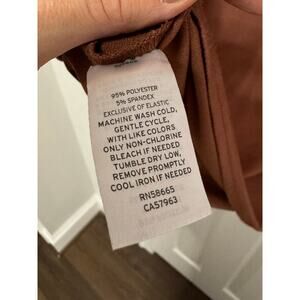 95% POLYESTER
5% SPANDEX
EXCLUSIVE OF ELASTIC
MACHINE WASH COLD,
GENTLE CYCLE,
WITH LIKE COLORS
ONLY NON-CHLORINE
BLEACH IF NEEDED
TUMBLE DRY LOW,
REMOVE PROMPTLY
COOL IRON IF NEEDED
RN58665
CA57963